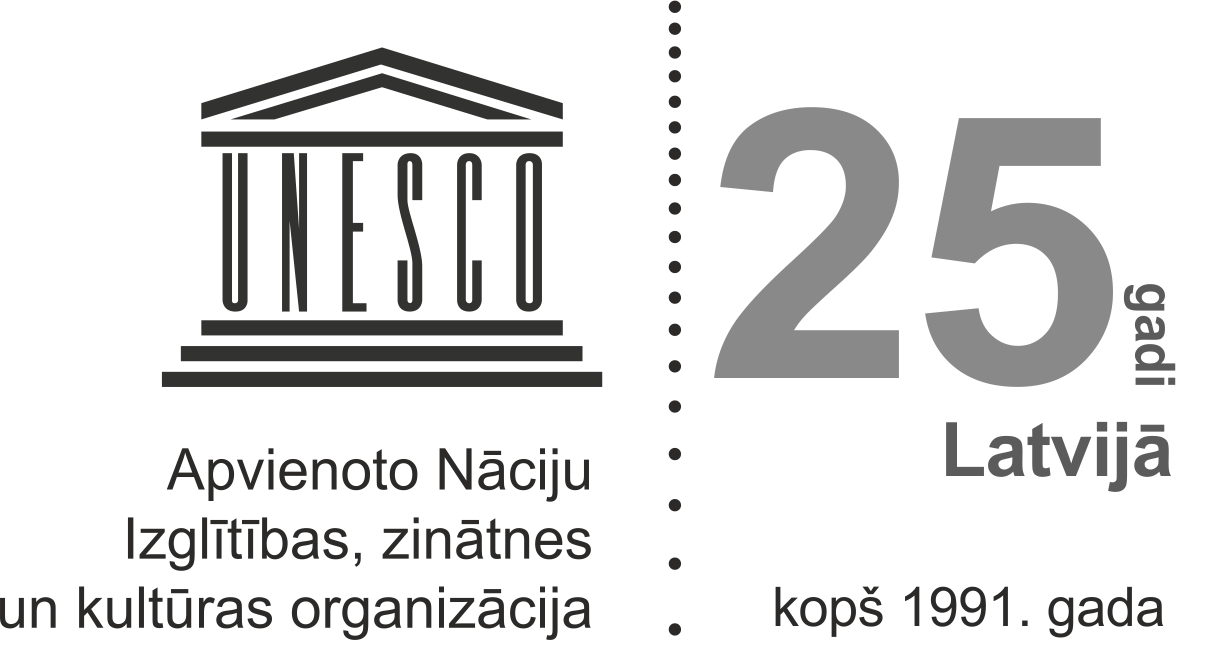 UNESCO
Apvienoto Nāciju
Izglītības, zinātnes
un kultūras organizācija
25
gadi
Latvijā
kopš 1991. gada